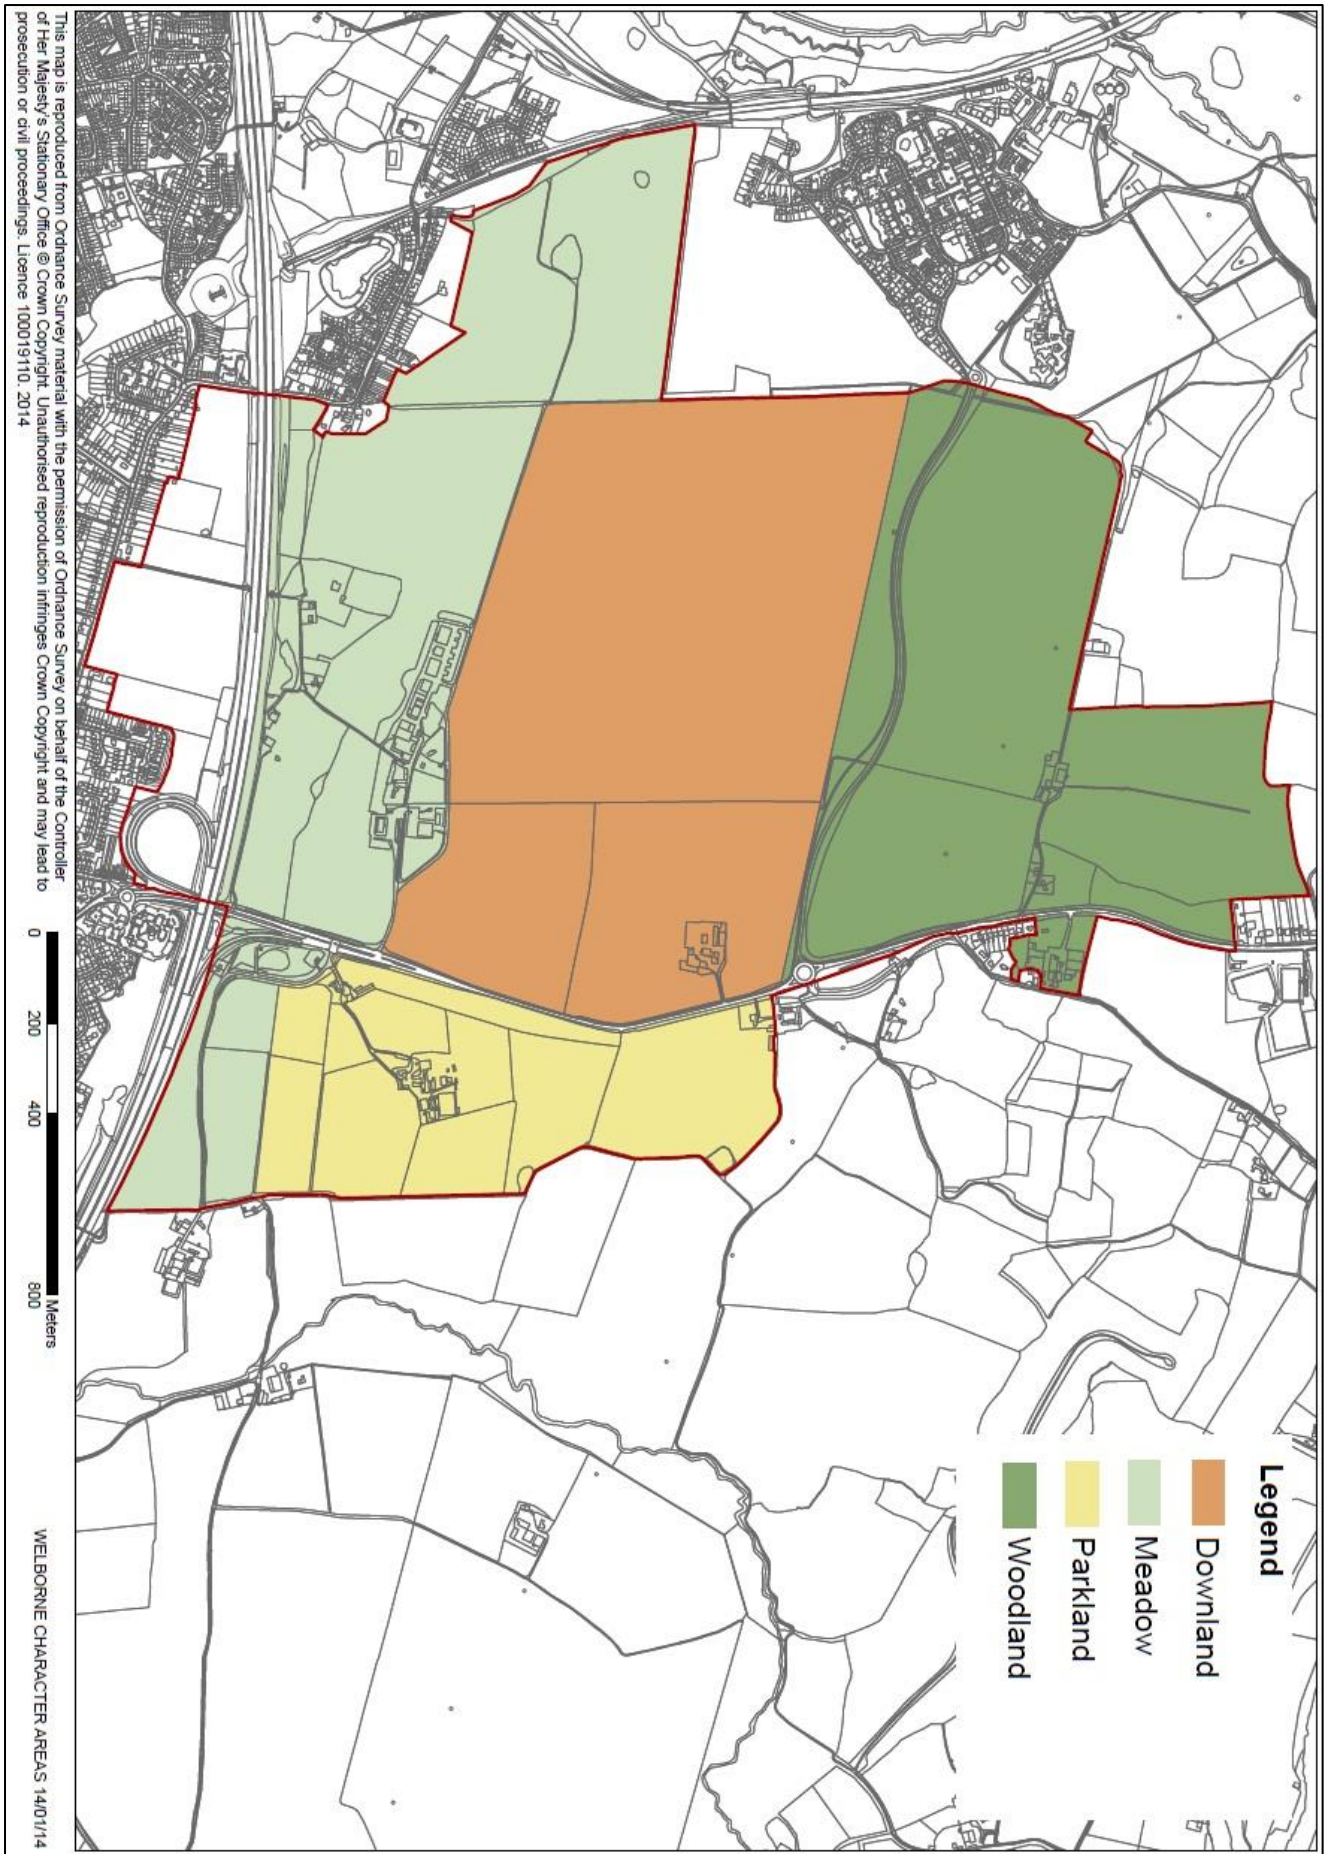 Legend
Downland
Meadow
Parkland
Woodland
This map is reproduced from Ordnance Survey material with the permission of Ordnance Survey on behalf of the Controller
of Her Majesty's Stationary Office © Crown Copyright. Unauthorised reproduction infringes Crown Copyright and may lead to
prosecution or civil proceedings. Licence 100019110. 2014
0 200 400 800
Meters
WELBORNE CHARACTER AREAS 14/01/14